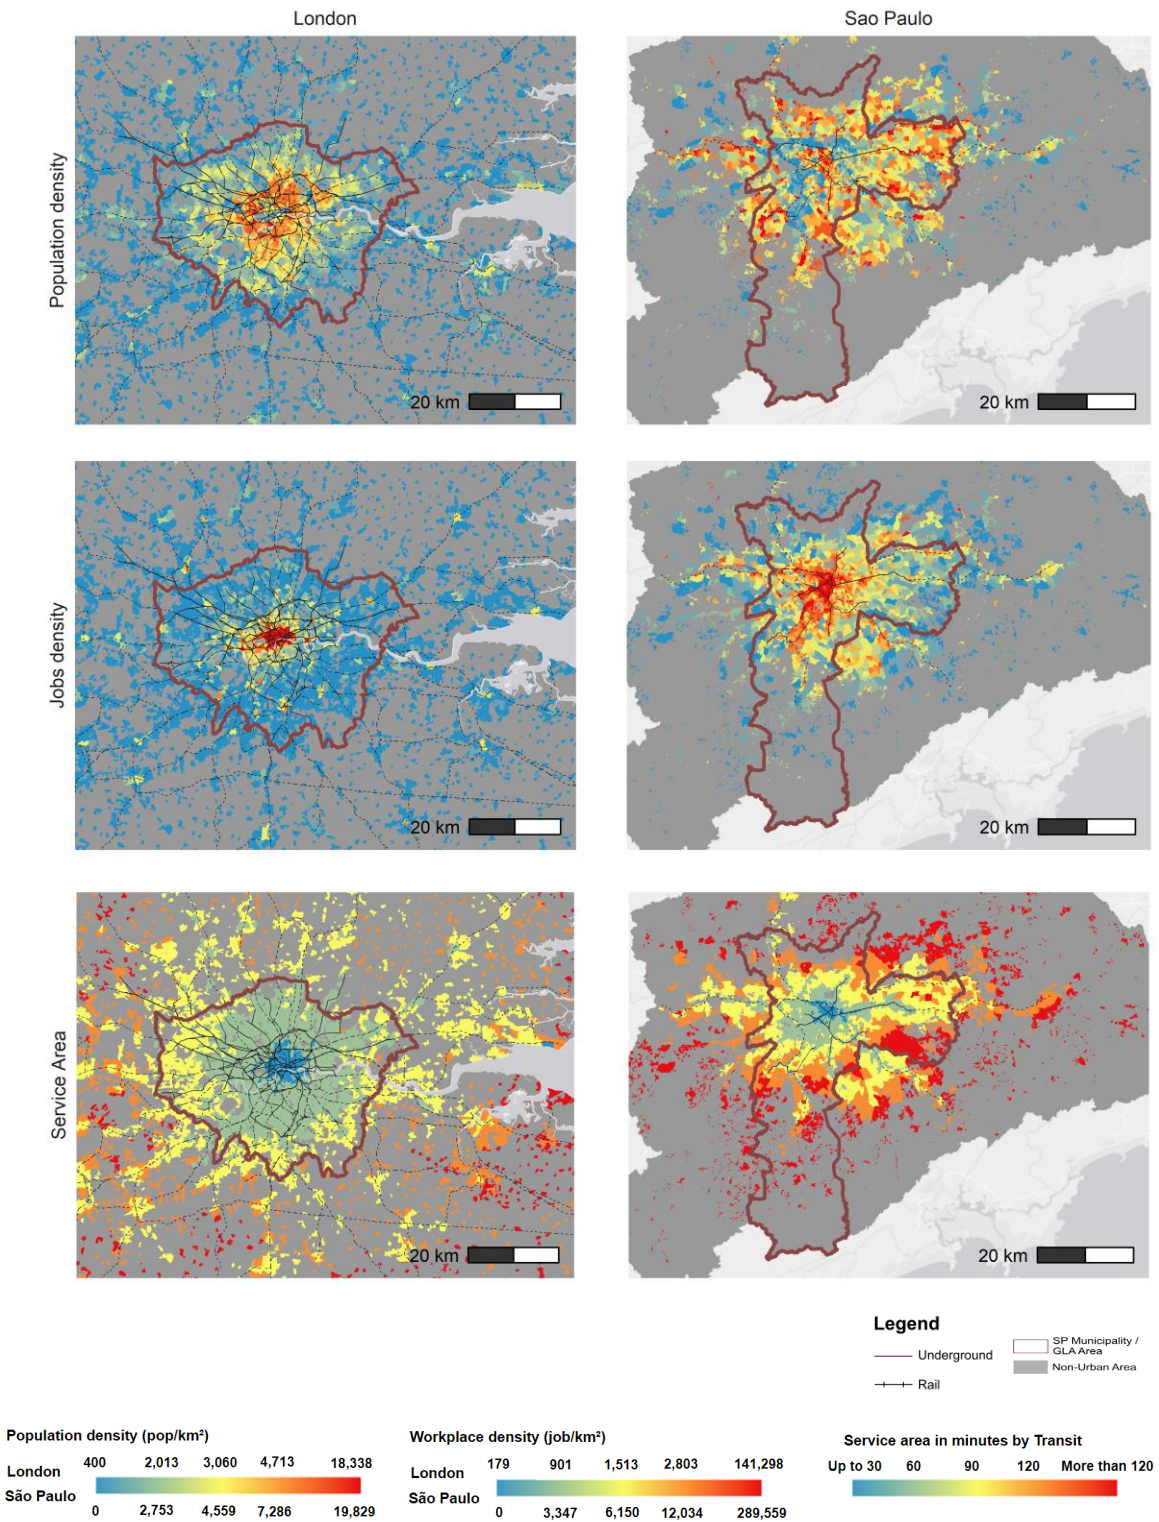 London
Sao Paulo
Population density
20 km
20 km
Jobs density
20 km
20 km
Service Area
20 km
20 km
Legend
Underground
Rail
SP Municipality /
GLA Area
Non-Urban Area
Population density (pop/km²)
400 2,013 3,060 4,713 18,338
London
São Paulo
0 2,753 4,559 7,286 19,829
Workplace density (job/km²)
179 901 1,513 2,803 141,298
London
São Paulo
0 3,347 6,150 12,034 289,559
Service area in minutes by Transit
Up to 30 60 90 120 More than 120